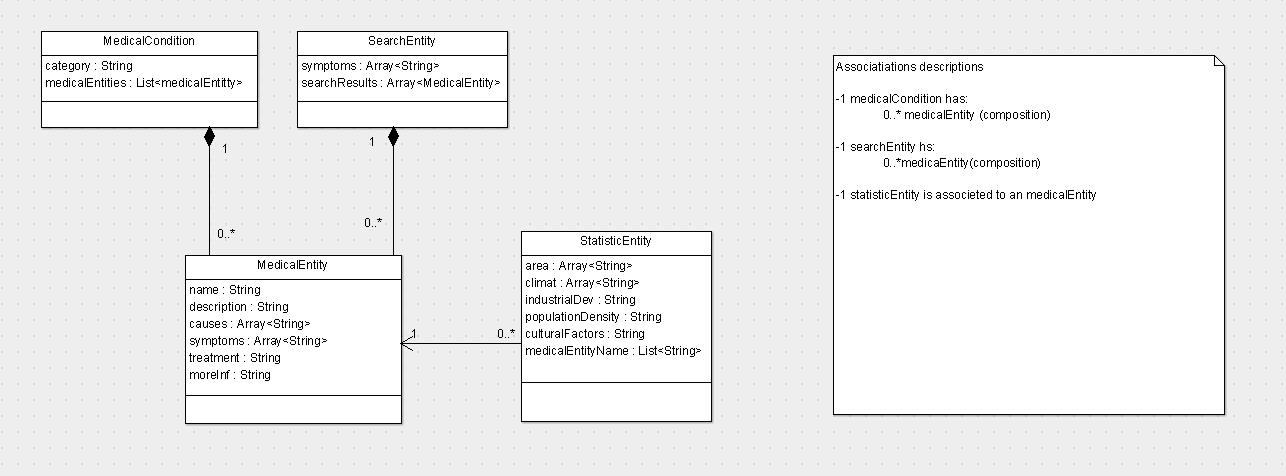 MedicalCondition
category : String
medicalEntities : List<medicalEntitty>
SearchEntity
symptoms : Array<String>
searchResults : Array<MedicalEntity>
1
1
0..*
0..*
MedicalEntity
name : String
description : String
causes : Array<String>
symptoms : Array<String>
treatment : String
moreInf : String
1
0..*
StatisticEntity
area : Array<String>
climat : Array<String>
industrialDev : String
populationDensity : String
culturalFactors : String
medicalEntityName : List<String>
Associatiations descriptions
-1 medicalCondition has:
0..* medicalEntity (composition)
-1 searchEntity hs:
0..*medicaEntity(composition)
-1 statisticEntity is associeted to an medicalEntity